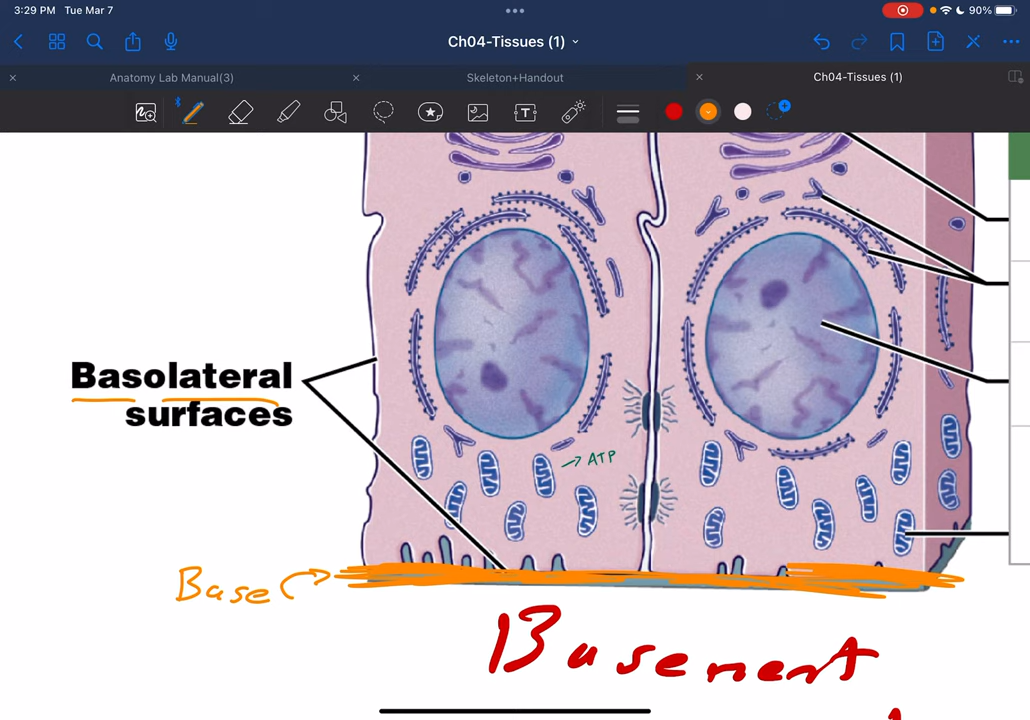 3:29 PM Tue Mar 7
90%
Ch04-Tissues (1)
Anatomy Lab Manual(3)
Skeleton+Handout
Ch04-Tissues (1)
T
→ ATP
Basolateral
surfaces
Base
Basement